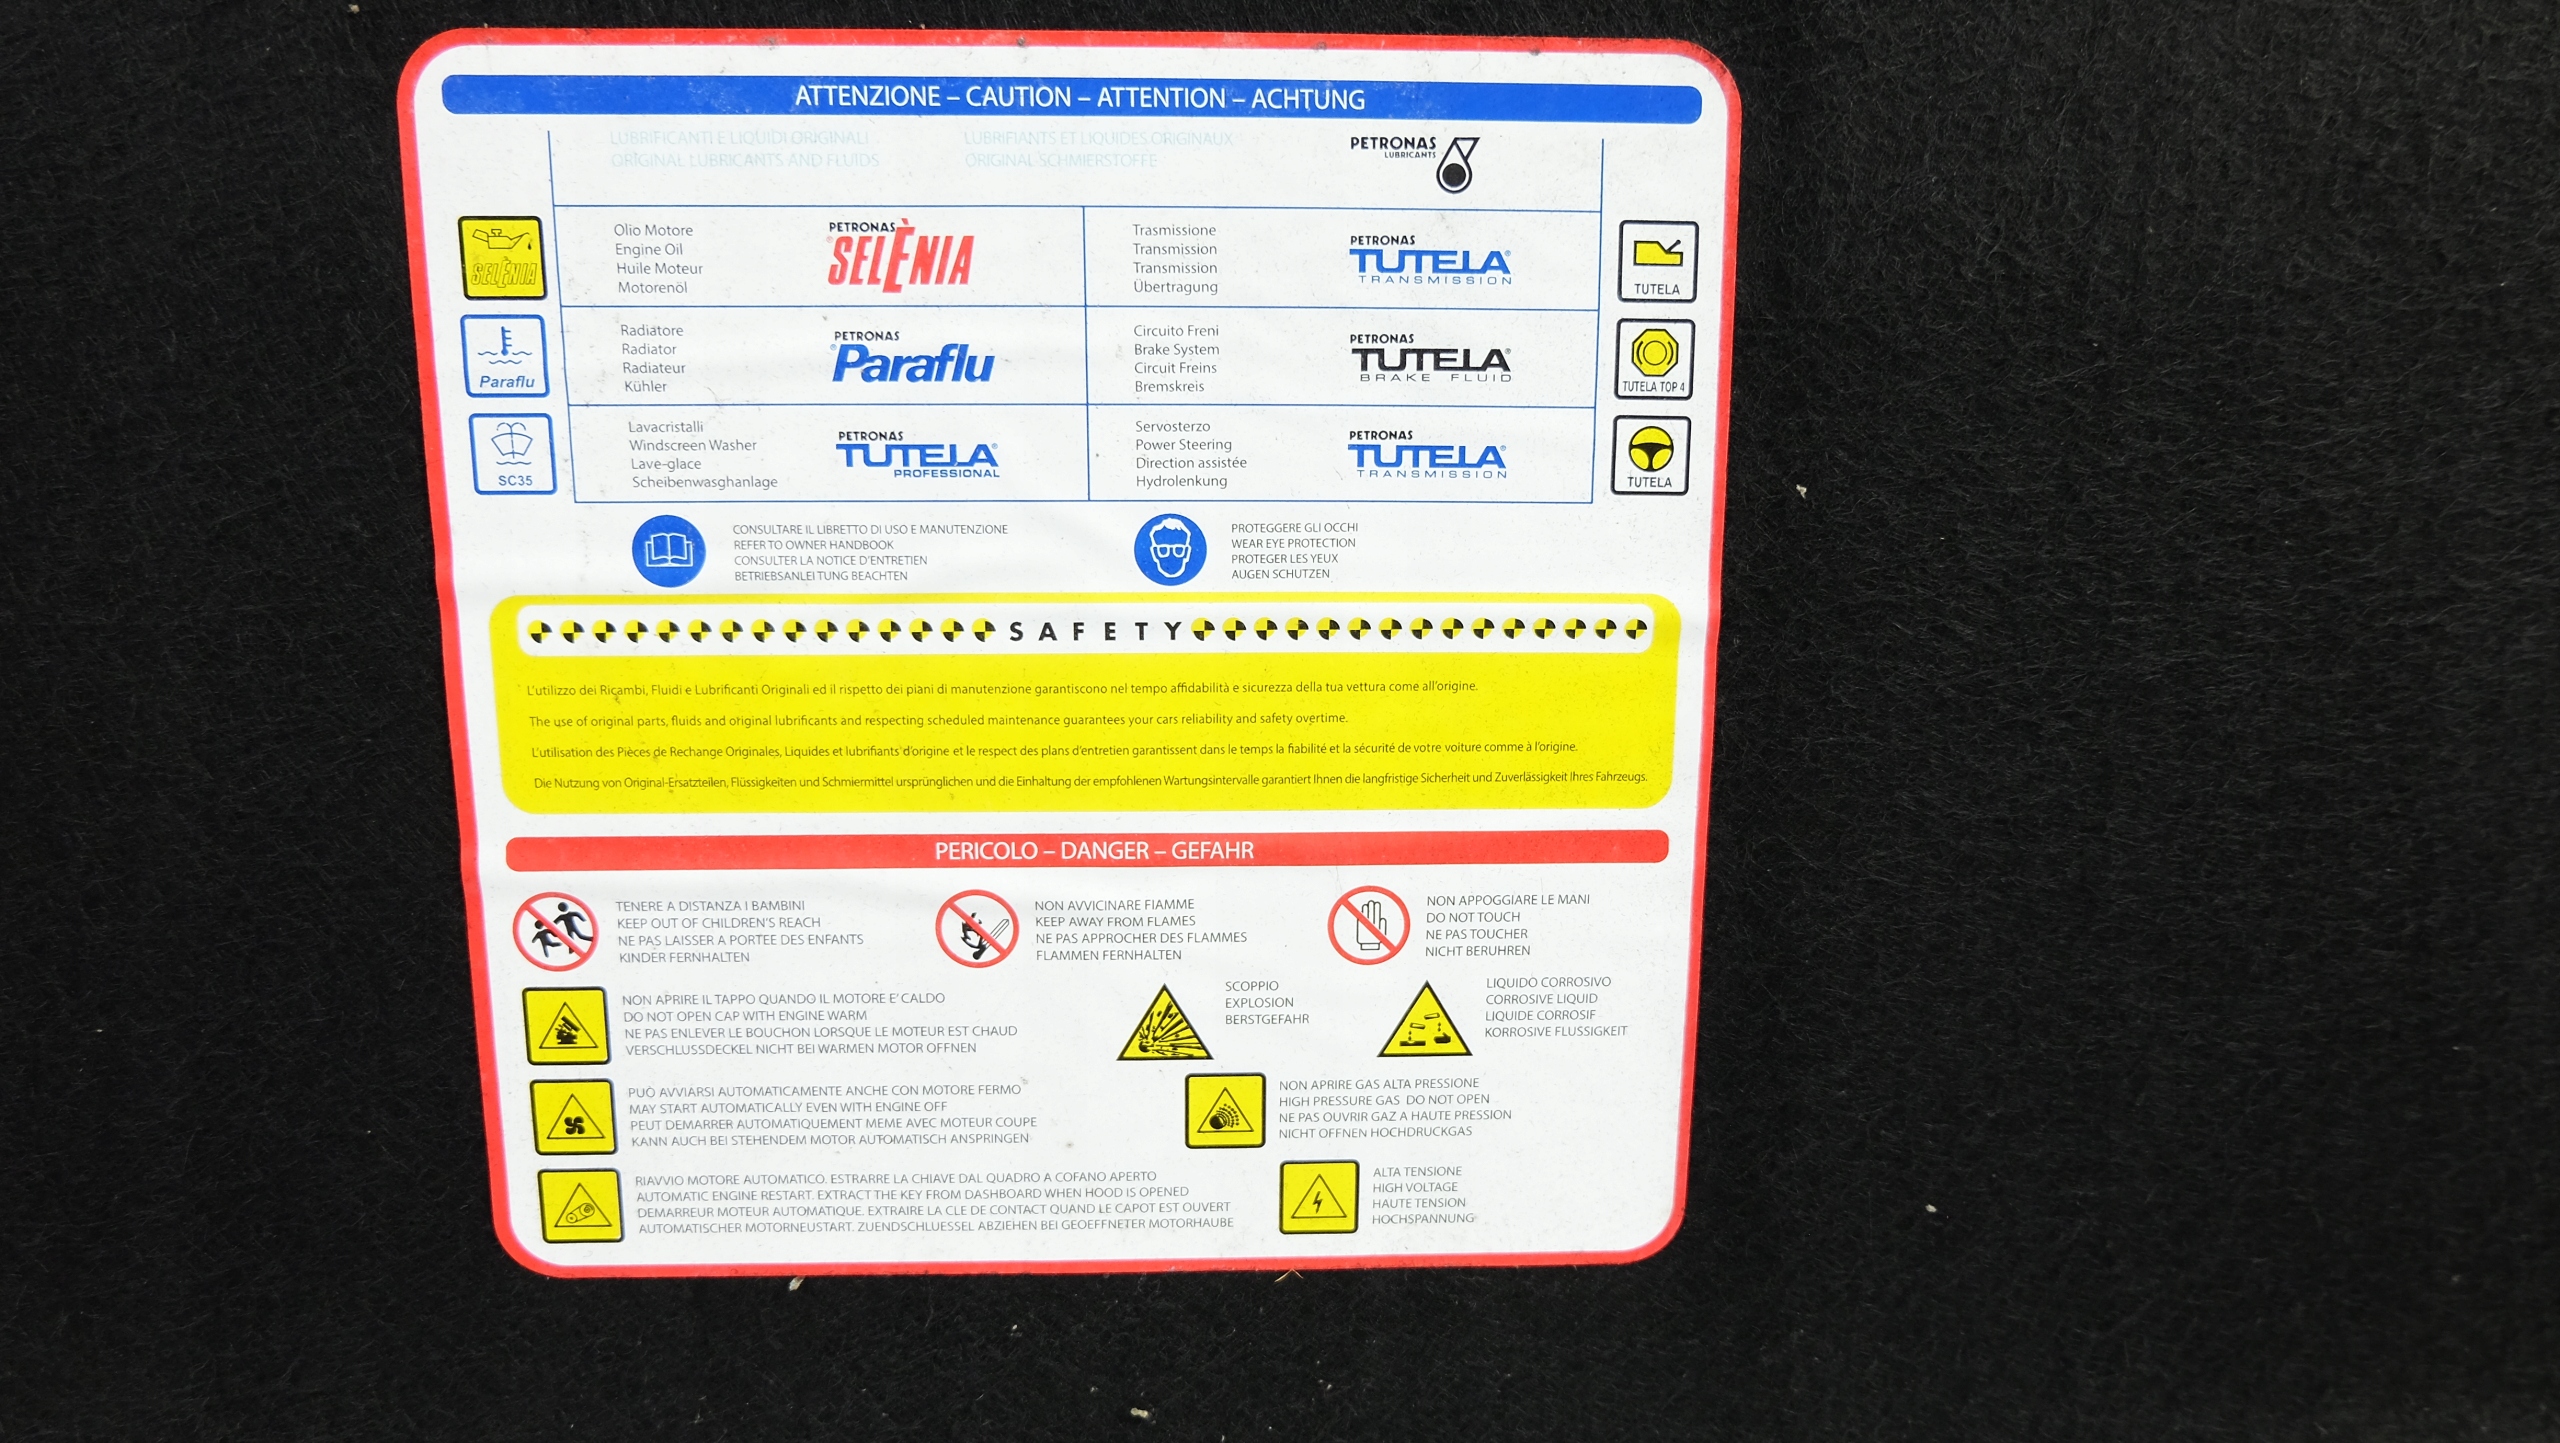 ATTENZIONE – CAUTION – ATTENTION – ACHTUNG
LUBRIFICANTI E LIQUIDI ORIGINALI
ORIGINAL LUBRICANTS AND FLUIDS
LUBRIFIANTS ET LIQUIDES ORIGINAUX
ORIGINAL SCHMIERSTOFFE
PETRONAS
LUBRICANTS
SELÈNIA
Olio Motore
Engine Oil
Huile Moteur
Motorenöl
PETRONAS
SELÈNIA
Trasmissione
Transmission
Transmission
Übertragung
PETRONAS
TUTELA®
TRANSMISSION
TUTELA
Paraflu
Radiatore
Radiator
Radiateur
Kühler
PETRONAS
Paraflu
Circuito Freni
Brake System
Circuit Freins
Bremskreis
PETRONAS
TUTELA®
BRAKE FLUID
TUTELA TOP 4
SC35
Lavacristalli
Windscreen Washer
Lave-glace
Scheibenwasghanlage
PETRONAS
TUTELA®
PROFESSIONAL
Servosterzo
Power Steering
Direction assistée
Hydrolenkung
PETRONAS
TUTELA®
TRANSMISSION
TUTELA
CONSULTARE IL LIBRETTO DI USO E MANUTENZIONE
REFER TO OWNER HANDBOOK
CONSULTER LA NOTICE D'ENTRETIEN
BETRIEBSANLEITUNG BEACHTEN
PROTEGGERE GLI OCCHI
WEAR EYE PROTECTION
PROTEGER LES YEUX
AUGEN SCHUTZEN
SAFETY
L'utilizzo dei Ricambi, Fluidi e Lubrificanti Originali ed il rispetto dei piani di manutenzione garantiscono nel tempo affidabilità e sicurezza della tua vettura come all'origine.
The use of original parts, fluids and original lubrificants and respecting scheduled maintenance guarantees your cars reliability and safety overtime.
L'utilisation des Pièces de Rechange Originales, Liquides et lubrifiants d'origine et le respect des plans d'entretien garantissent dans le temps la fiabilité et la sécurité de votre voiture comme à l'origine.
Die Nutzung von Original-Ersatzteilen, Flüssigkeiten und Schmiermittel ursprünglichen und die Einhaltung der empfohlenen Wartungsintervalle garantiert Ihnen die langfristige Sicherheit und Zuverlässigkeit Ihres Fahrzeugs.
PERICOLO – DANGER – GEFAHR
TENERE A DISTANZA I BAMBINI
KEEP OUT OF CHILDREN'S REACH
NE PAS LAISSER A PORTEE DES ENFANTS
KINDER FERNHALTEN
NON AVVICINARE FIAMME
KEEP AWAY FROM FLAMES
NE PAS APPROCHER DES FLAMMES
FLAMMEN FERNHALTEN
NON APPOGGIARE LE MANI
DO NOT TOUCH
NE PAS TOUCHER
NICHT BERUHREN
NON APRIRE IL TAPPO QUANDO IL MOTORE E' CALDO
DO NOT OPEN CAP WITH ENGINE WARM
NE PAS ENLEVER LE BOUCHON LORSQUE LE MOTEUR EST CHAUD
VERSCHLUSSDECKEL NICHT BEI WARMEN MOTOR OFFNEN
SCOPPIO
EXPLOSION
BERSTGEFAHR
LIQUIDO CORROSIVO
CORROSIVE LIQUID
LIQUIDE CORROSIF
KORROSIVE FLUSSIGKEIT
PUÒ AVVIARSI AUTOMATICAMENTE ANCHE CON MOTORE FERMO
MAY START AUTOMATICALLY EVEN WITH ENGINE OFF
PEUT DEMARRER AUTOMATIQUEMENT MEME AVEC MOTEUR COUPE
KANN AUCH BEI STEHENDEM MOTOR AUTOMATISCH ANSPRINGEN
NON APRIRE GAS ALTA PRESSIONE
HIGH PRESSURE GAS DO NOT OPEN
NE PAS OUVRIR GAZ A HAUTE PRESSION
NICHT OFFNEN HOCHDRUCKGAS
RIAVVIO MOTORE AUTOMATICO. ESTRARRE LA CHIAVE DAL QUADRO A COFANO APERTO
AUTOMATIC ENGINE RESTART. EXTRACT THE KEY FROM DASHBOARD WHEN HOOD IS OPENED
DEMARREUR MOTEUR AUTOMATIQUE. EXTRAIRE LA CLE DE CONTACT QUAND LE CAPOT EST OUVERT
AUTOMATISCHER MOTORNEUSTART. ZUENDSCHLUESSEL ABZIEHEN BEI GEOEFFNETER MOTORHAUBE
ALTA TENSIONE
HIGH VOLTAGE
HAUTE TENSION
HOCHSPANNUNG